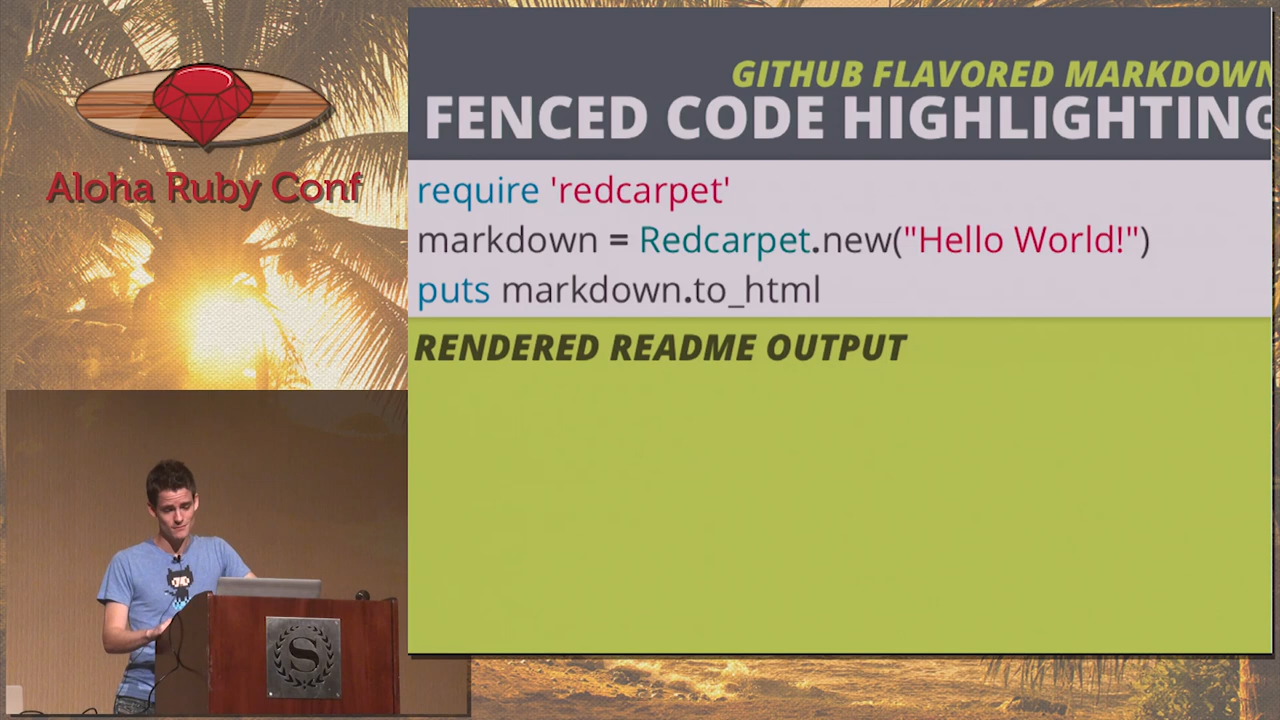 Aloha Ruby Conf
GITHUB FLAVORED MARKDOWN
FENCED CODE HIGHLIGHTING
require 'redcarpet'
markdown = Redcarpet.new("Hello World!")
puts markdown.to_html
RENDERED README OUTPUT
S